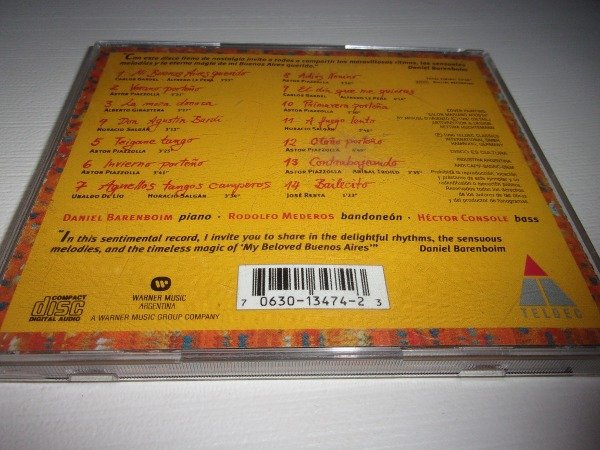 "Con este disco lleno de nostalgia invito a todos a compartir los maravillosos ritmos, las sensuales
melodías y la eterna magia de mi Buenos Aires querido."
Daniel Barenboim
1 Mi Buenos Aires querido
Carlos Gardel · Alfredo Le Pera
2 Verano porteño
Astor Piazzolla
3 La moza donosa
Alberto Ginastera
4 Don Agustín Bardi
Horacio Salgán
5 Tzigane tango
Astor Piazzolla
6 Invierno porteño
Astor Piazzolla
7 Aquellos tangos camperos
Ubaldo De Lío Horacio Salgán
8 Adiós Nonino
Astor Piazzolla
9 El día que me quieras
Carlos Gardel · Alfredo Le Pera
10 Primavera porteña
Astor Piazzolla
11 A fuego lento
Horacio Salgán
12 Otoño porteño
Astor Piazzolla
13 Contrabajeando
Astor Piazzolla · Aníbal Troilo
14 Bailecito
José Resta
Daniel Barenboim piano · Rodolfo Mederos bandoneón · Héctor Console bass
"In this sentimental record, I invite you to share in the delightful rhythms, the sensuous
melodies, and the timeless magic of 'My Beloved Buenos Aires'"
Daniel Barenboim
COMPACT
disc
DIGITAL AUDIO
WARNER MUSIC
ARGENTINA
A WARNER MUSIC GROUP COMPANY
7 0630-13474-2 3
TELDEC
INDUSTRIA ARGENTINA